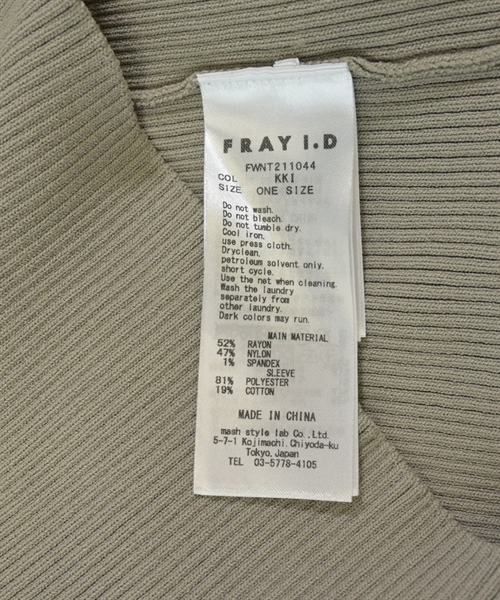 FRAY I.D
FWNT211044
COL KKI
SIZE ONE SIZE
Do not wash.
Do not bleach.
Do not tumble dry.
Cool iron.
use press cloth.
Dryclean.
petroleum solvent only.
short cycle.
Use the net when cleaning.
Wash the laundry
separately from
other laundry.
Dark colors may run.
MAIN MATERIAL
52% RAYON
47% NYLON
1% SPANDEX
SLEEVE
81% POLYESTER
19% COTTON
MADE IN CHINA
mash style lab Co.,Ltd.
5-7-1 Kojimachi.Chiyoda-ku
Tokyo.Japan
TEL 03-5778-4105